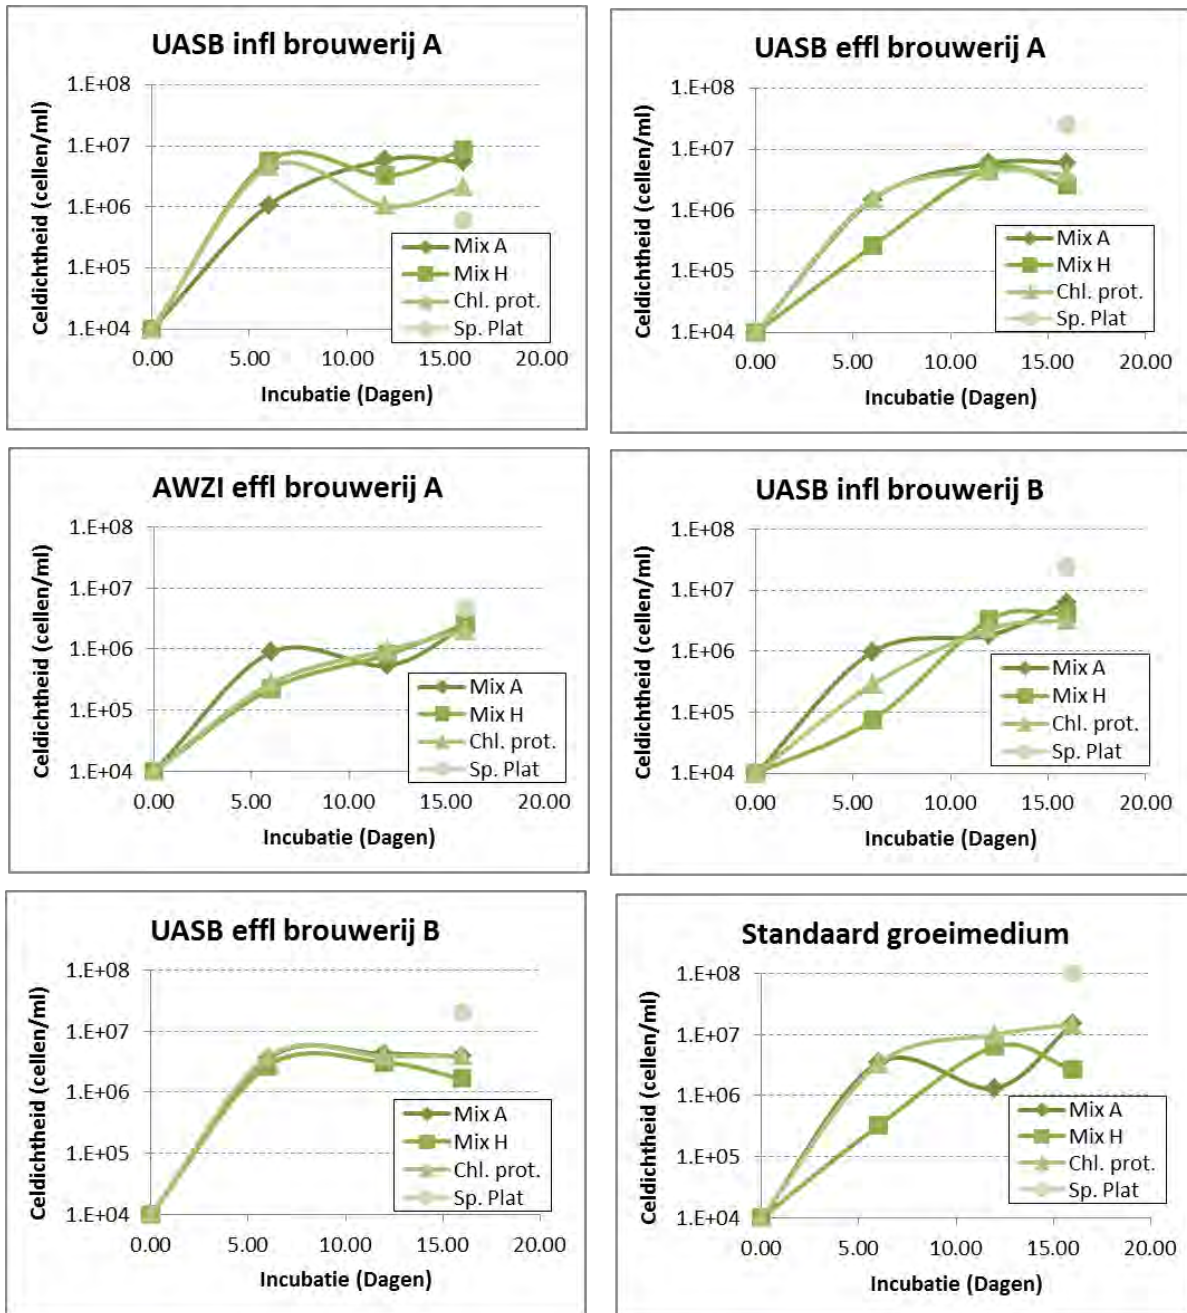 UASB infl brouwerij A
1.E+08
1.E+07
1.E+06
1.E+05
1.E+04
Celdichtheid (cellen/ml)
0.00 5.00 10.00 15.00 20.00
Incubatie (Dagen)
Mix A
Mix H
Chl. prot.
Sp. Plat
UASB effl brouwerij A
1.E+08
1.E+07
1.E+06
1.E+05
1.E+04
Celdichtheid (cellen/ml)
0.00 5.00 10.00 15.00 20.00
Incubatie (Dagen)
Mix A
Mix H
Chl. prot.
Sp. Plat
AWZI effl brouwerij A
1.E+08
1.E+07
1.E+06
1.E+05
1.E+04
Celdichtheid (cellen/ml)
0.00 5.00 10.00 15.00 20.00
Incubatie (Dagen)
Mix A
Mix H
Chl. prot.
Sp. Plat
UASB infl brouwerij B
1.E+08
1.E+07
1.E+06
1.E+05
1.E+04
Celdichtheid (cellen/ml)
0.00 5.00 10.00 15.00 20.00
Incubatie (Dagen)
Mix A
Mix H
Chl. prot.
Sp. Plat
UASB effl brouwerij B
1.E+08
1.E+07
1.E+06
1.E+05
1.E+04
Celdichtheid (cellen/ml)
0.00 5.00 10.00 15.00 20.00
Incubatie (Dagen)
Mix A
Mix H
Chl. prot.
Sp. Plat
Standaard groeimedium
1.E+08
1.E+07
1.E+06
1.E+05
1.E+04
Celdichtheid (cellen/ml)
0.00 5.00 10.00 15.00 20.00
Incubatie (Dagen)
Mix A
Mix H
Chl. prot.
Sp. Plat